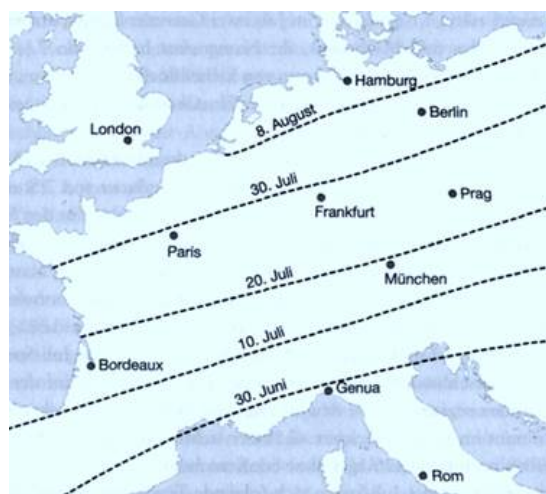 Hamburg
8. August
Berlin
London
30. Juli
Prag
Frankfurt
Paris
München
20. Juli
10. Juli
Bordeaux
30. Juni
Genua
Rom